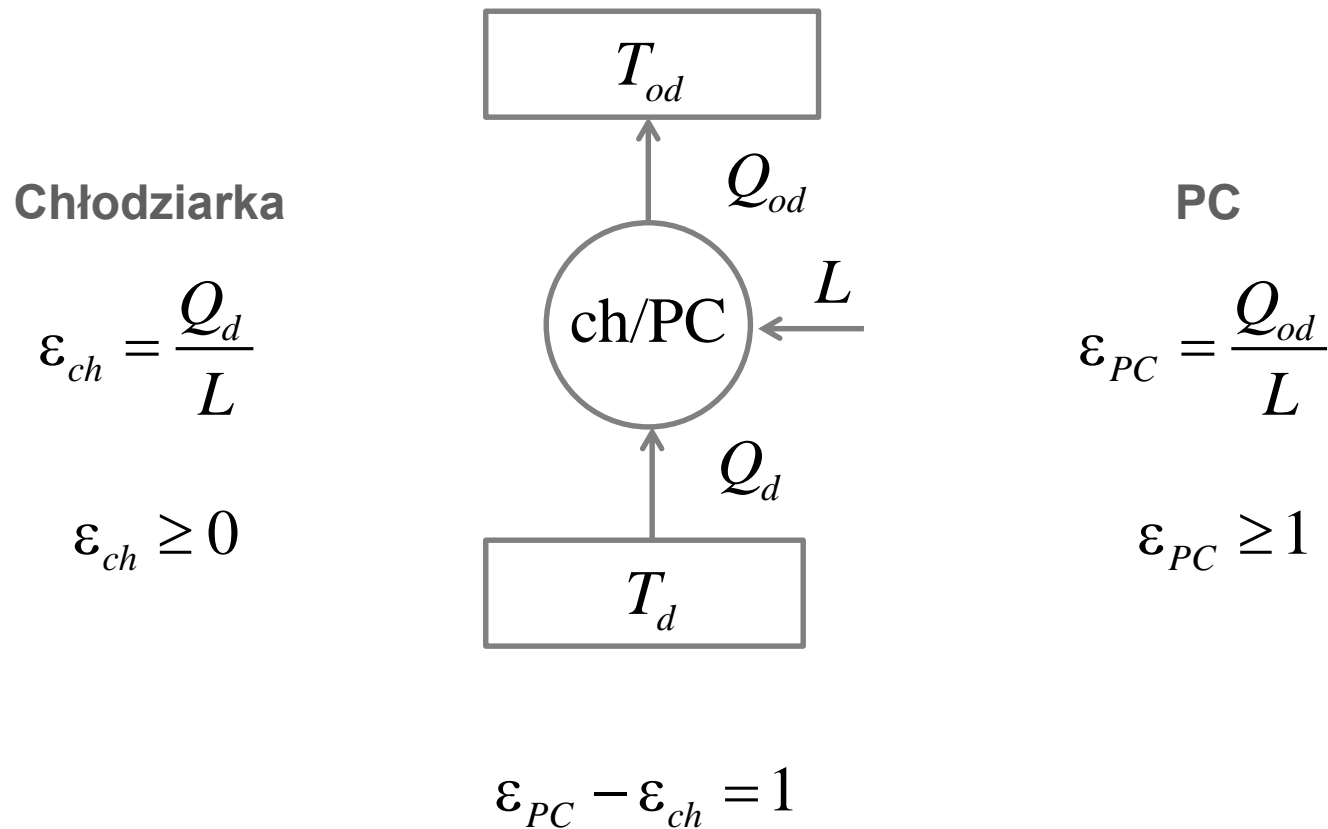 T_od
Q_od
Chłodziarka
PC
L
ε_ch = Q_d / L
ch/PC
ε_PC = Q_od / L
Q_d
ε_ch ≥ 0
ε_PC ≥ 1
T_d
ε_PC − ε_ch = 1